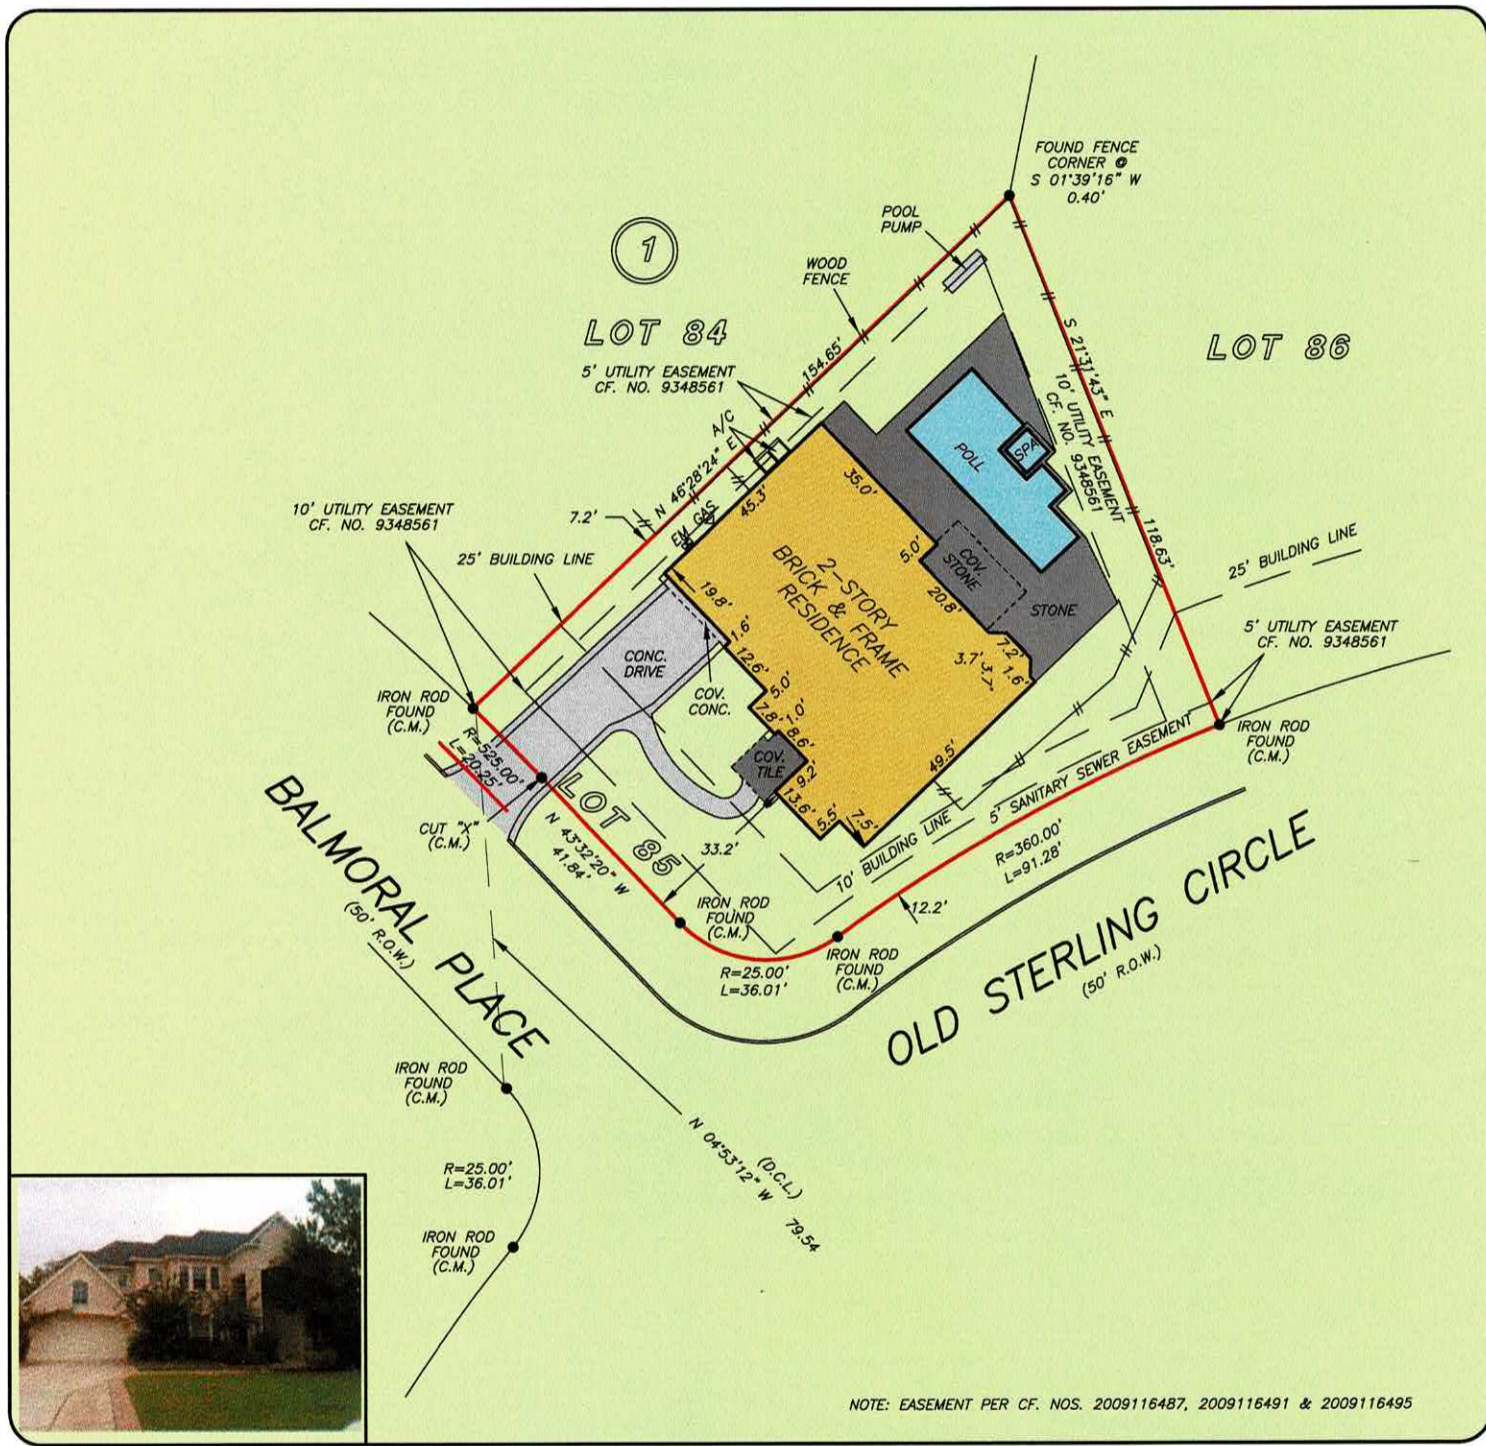 FOUND FENCE
CORNER @
S 01°39'16" W
0.40'
POOL
PUMP
1
WOOD
FENCE
LOT 84
LOT 86
5' UTILITY EASEMENT
CF. NO. 9348561
154.65'
S 21°31'43" E
118.63'
10' UTILITY EASEMENT
CF. NO. 9348561
A/C
N 46°28'24" E
POLL
SPA
35.0'
45.3'
10' UTILITY EASEMENT
CF. NO. 9348561
7.2'
GAS
EM
25' BUILDING LINE
25' BUILDING LINE
5.0'
COV.
STONE
20.8'
STONE
2-STORY
BRICK & FRAME
RESIDENCE
19.8'
1.6'
12.6'
5.0'
7.8'
1.0'
8.6'
7.2'
3.7'
1.6'
5' UTILITY EASEMENT
CF. NO. 9348561
CONC.
DRIVE
COV.
CONC.
IRON ROD
FOUND
(C.M.)
IRON ROD
FOUND
(C.M.)
R=525.00'
L=20.25'
COV.
TILE
9.2'
13.6'
5.5'
7.5'
49.5'
5' SANITARY SEWER EASEMENT
LOT 85
CUT "X"
(C.M.)
N 43°32'20" W
41.84'
33.2'
10' BUILDING LINE
R=360.00'
L=91.28'
12.2'
BALMORAL PLACE
(50' R.O.W.)
IRON ROD
FOUND
(C.M.)
IRON ROD
FOUND
(C.M.)
R=25.00'
L=36.01'
OLD STERLING CIRCLE
(50' R.O.W.)
IRON ROD
FOUND
(C.M.)
(D.C.L.)
N 04°53'12" W 79.54
R=25.00'
L=36.01'
IRON ROD
FOUND
(C.M.)
NOTE: EASEMENT PER CF. NOS. 2009116487, 2009116491 & 2009116495